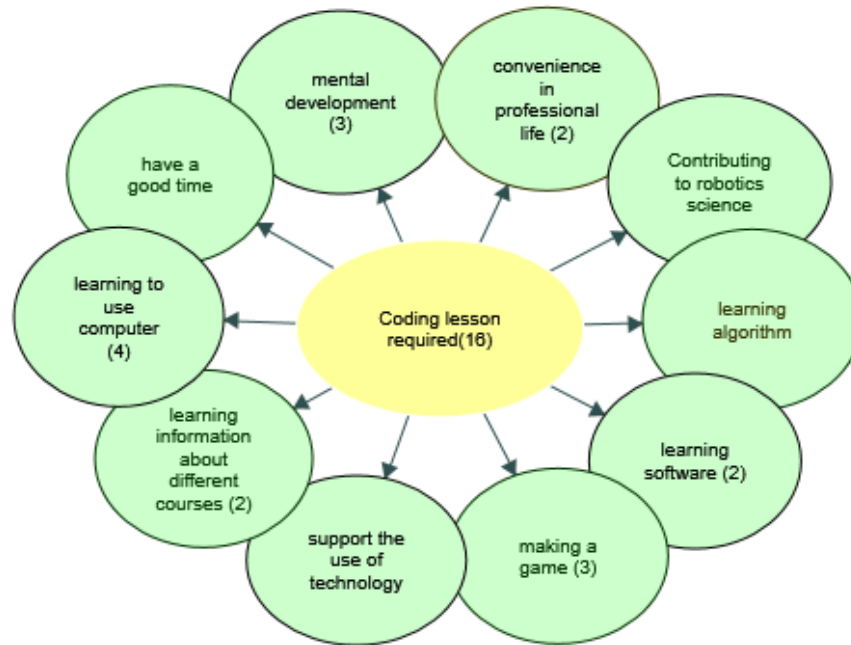 mental
development
(3)
convenience
in
professional
life (2)
Contributing
to robotics
science
learning
algorithm
learning
software (2)
making a
game (3)
support the
use of
technology
learning
information
about
different
courses (2)
learning to
use
computer
(4)
have a
good time
Coding lesson
required(16)